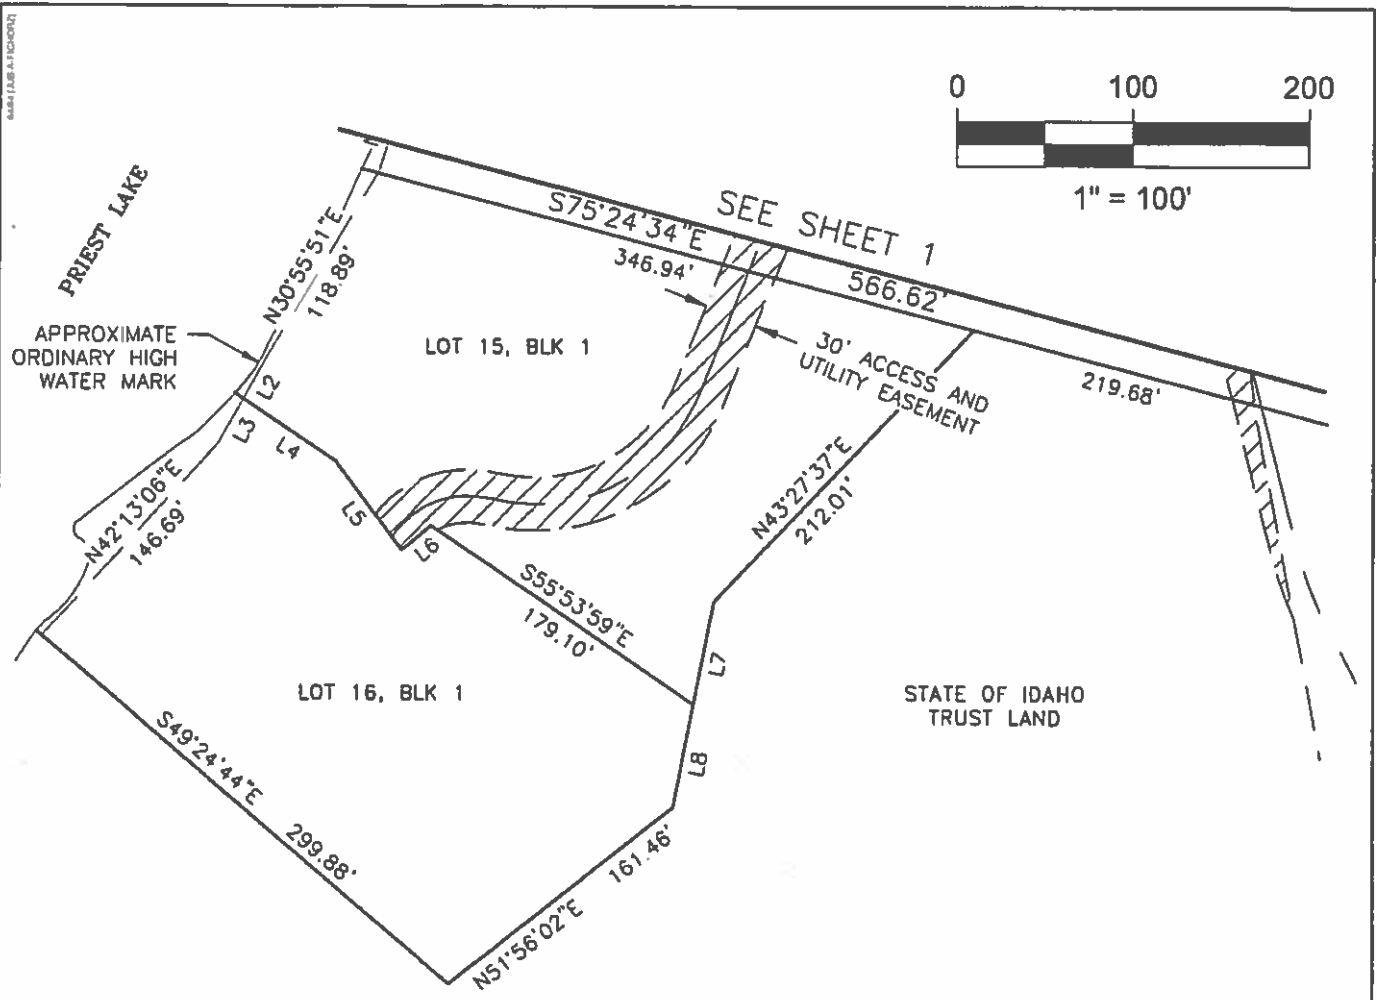 0 100 200
1" = 100'
PRIEST LAKE
N30°55'51"E
118.89'
S75°24'34"E
346.94'
SEE SHEET 1
566.62'
219.68'
APPROXIMATE
ORDINARY HIGH
WATER MARK
LOT 15, BLK 1
30' ACCESS AND
UTILITY EASEMENT
L2
L3
L4
L5
L6
N42°13'06"E
146.69'
N43°27'37"E
212.01'
S55°53'59"E
179.10'
L7
L8
LOT 16, BLK 1
STATE OF IDAHO
TRUST LAND
S49°24'44"E
299.88'
N51°56'02"E
161.46'